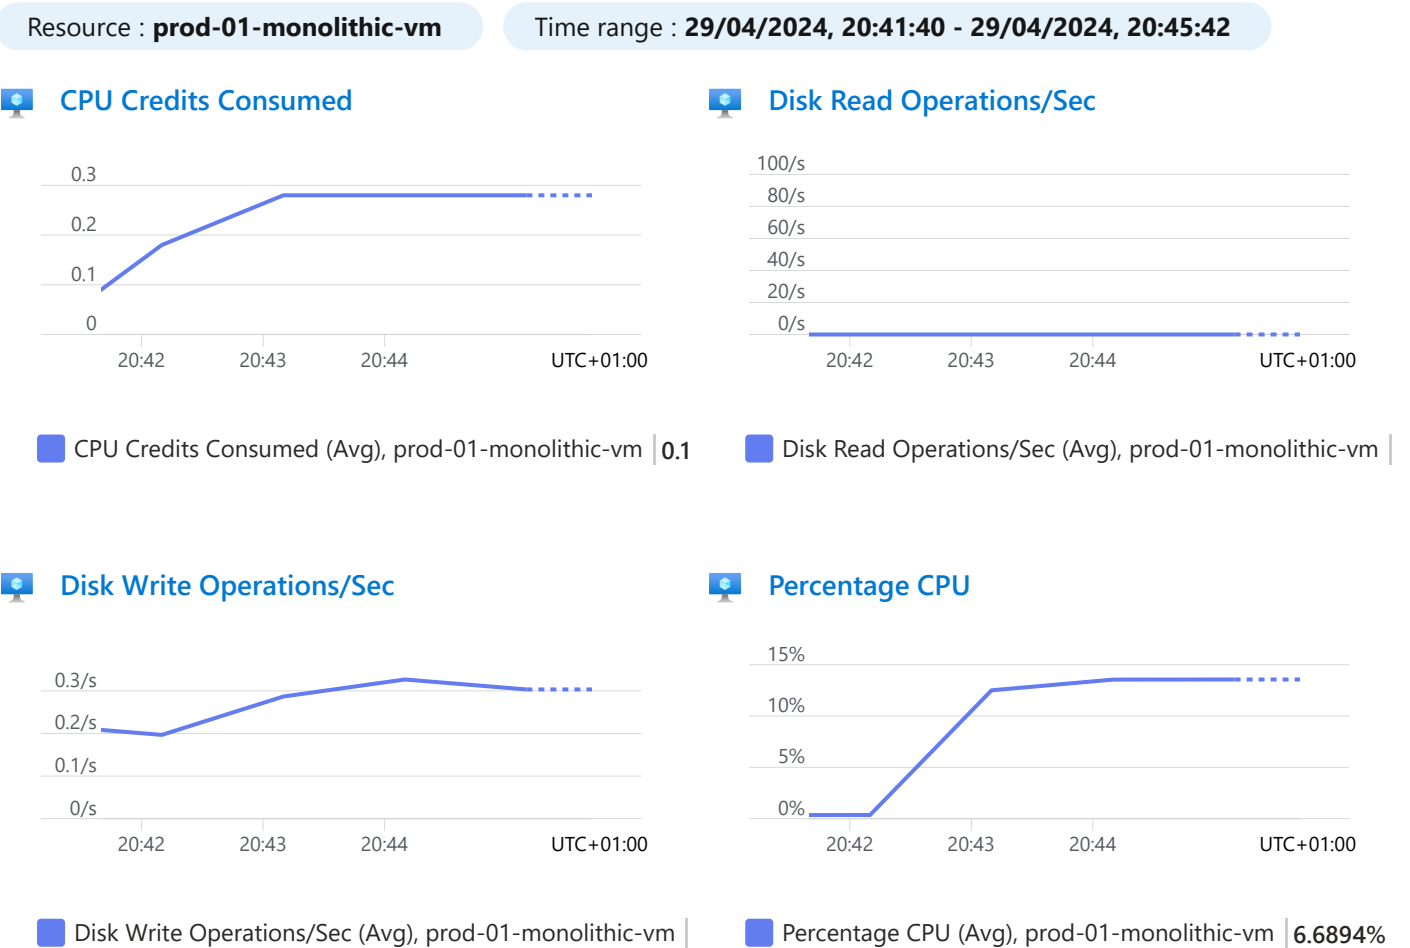 Resource : prod-01-monolithic-vm
Time range : 29/04/2024, 20:41:40 - 29/04/2024, 20:45:42
CPU Credits Consumed
0.3
0.2
0.1
0
20:42 20:43 20:44 UTC+01:00
CPU Credits Consumed (Avg), prod-01-monolithic-vm 0.1
Disk Read Operations/Sec
100/s
80/s
60/s
40/s
20/s
0/s
20:42 20:43 20:44 UTC+01:00
Disk Read Operations/Sec (Avg), prod-01-monolithic-vm
Disk Write Operations/Sec
0.3/s
0.2/s
0.1/s
0/s
20:42 20:43 20:44 UTC+01:00
Disk Write Operations/Sec (Avg), prod-01-monolithic-vm
Percentage CPU
15%
10%
5%
0%
20:42 20:43 20:44 UTC+01:00
Percentage CPU (Avg), prod-01-monolithic-vm 6.6894%